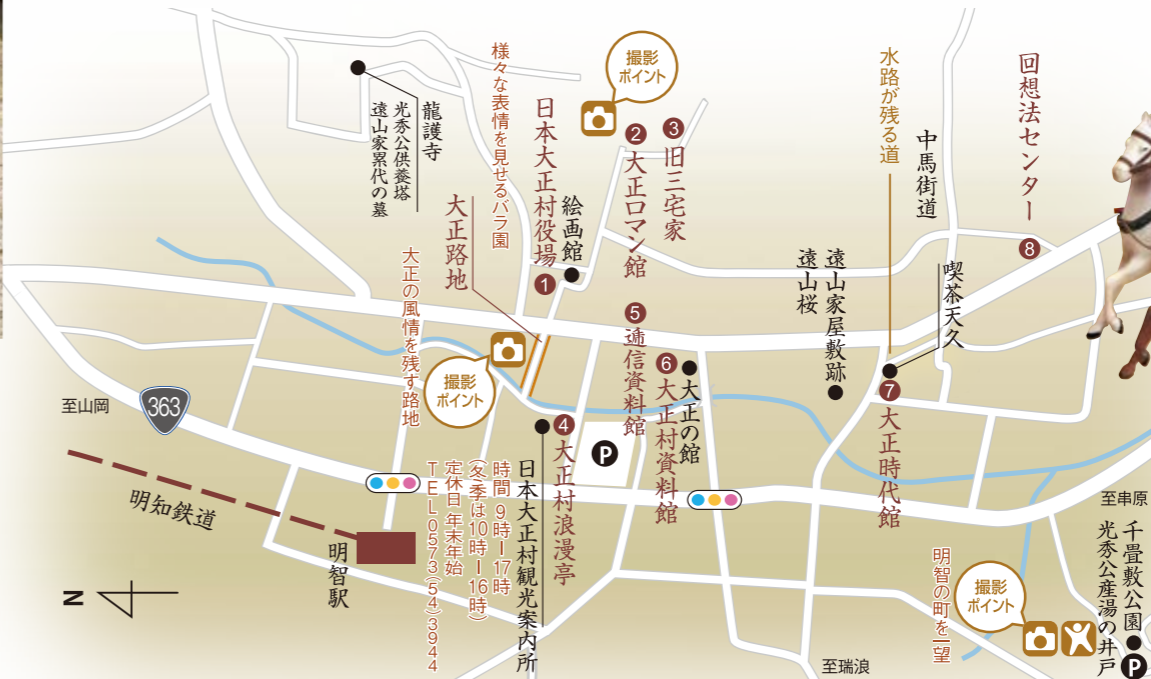 龍護寺
光秀公供養塔
遠山家累代の墓
様々な表情を見せるバラ園
大正路地
大正の風情を残す路地
撮影
ポイント
日本大正村役場
1
絵画館
撮影
ポイント
2
大正ロマン館
3
旧三宅家
水路が残る道
中馬街道
回想法センター
8
遠山家屋敷跡
遠山桜
喫茶天久
7
大正時代館
5
逓信資料館
6
大正村資料館
大正の館
P
4
大正村浪漫亭
日本大正村観光案内所
時間 9時ー17時
(冬季は10時ー16時)
定休日 年末年始
TEL0573(54)3944
至山岡
363
明知鉄道
明智駅
N
至串原
千畳敷公園
光秀公産湯の井戸
P
明智の町を一望
撮影
ポイント
至瑞浪